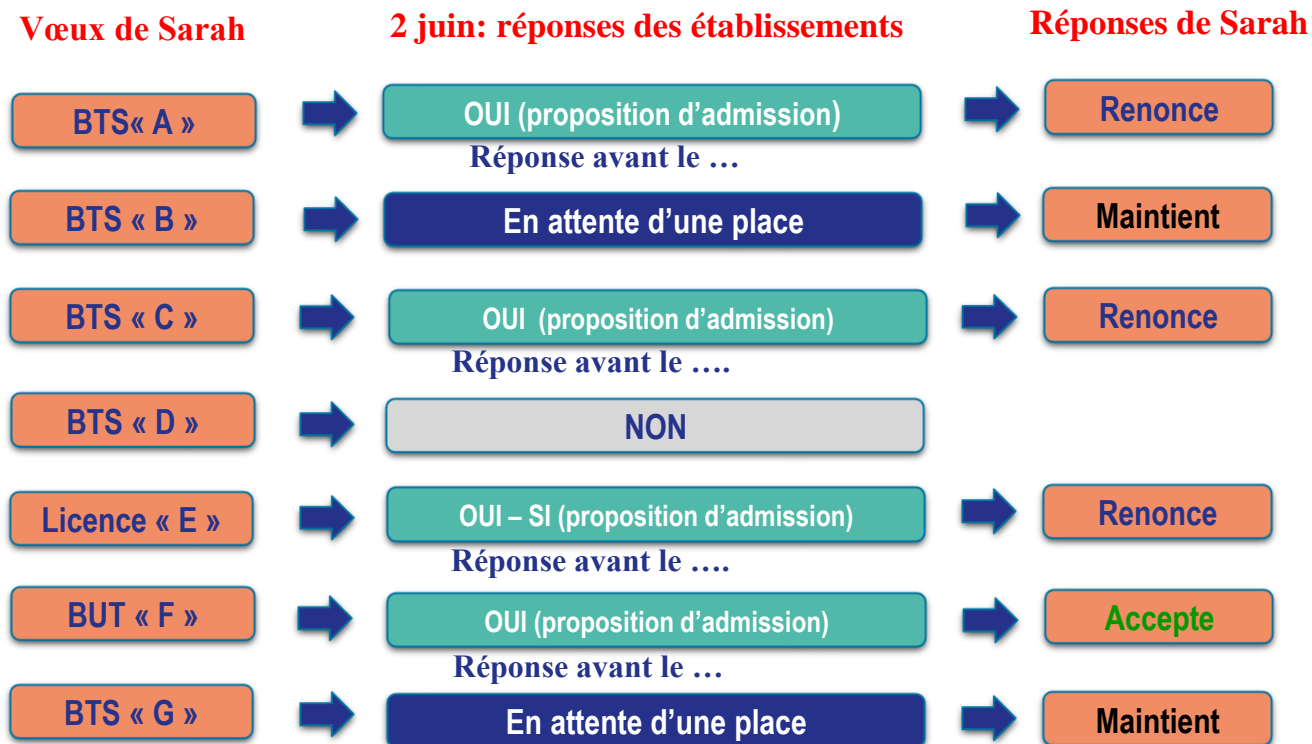 Vœux de Sarah 2 juin: réponses des établissements Réponses de Sarah
BTS« A » OUI (proposition d’admission) Renonce
Réponse avant le …
BTS « B » En attente d’une place Maintient
BTS « C » OUI (proposition d’admission) Renonce
Réponse avant le ….
BTS « D » NON
Licence « E » OUI – SI (proposition d’admission) Renonce
Réponse avant le ….
BUT « F » OUI (proposition d’admission) Accepte
Réponse avant le …
BTS « G » En attente d’une place Maintient